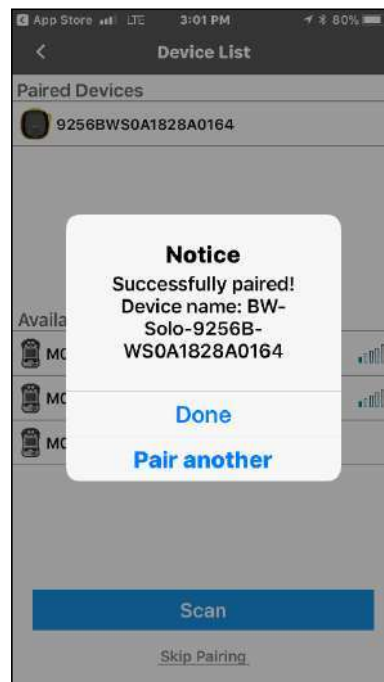 App Store LTE 3:01 PM 80%
Device List
Paired Devices
9256BWS0A1828A0164
Notice
Successfully paired!
Device name: BW-
Solo-9256B-
WS0A1828A0164
Availa
MC
MC
MC
Done
Pair another
Scan
Skip Pairing